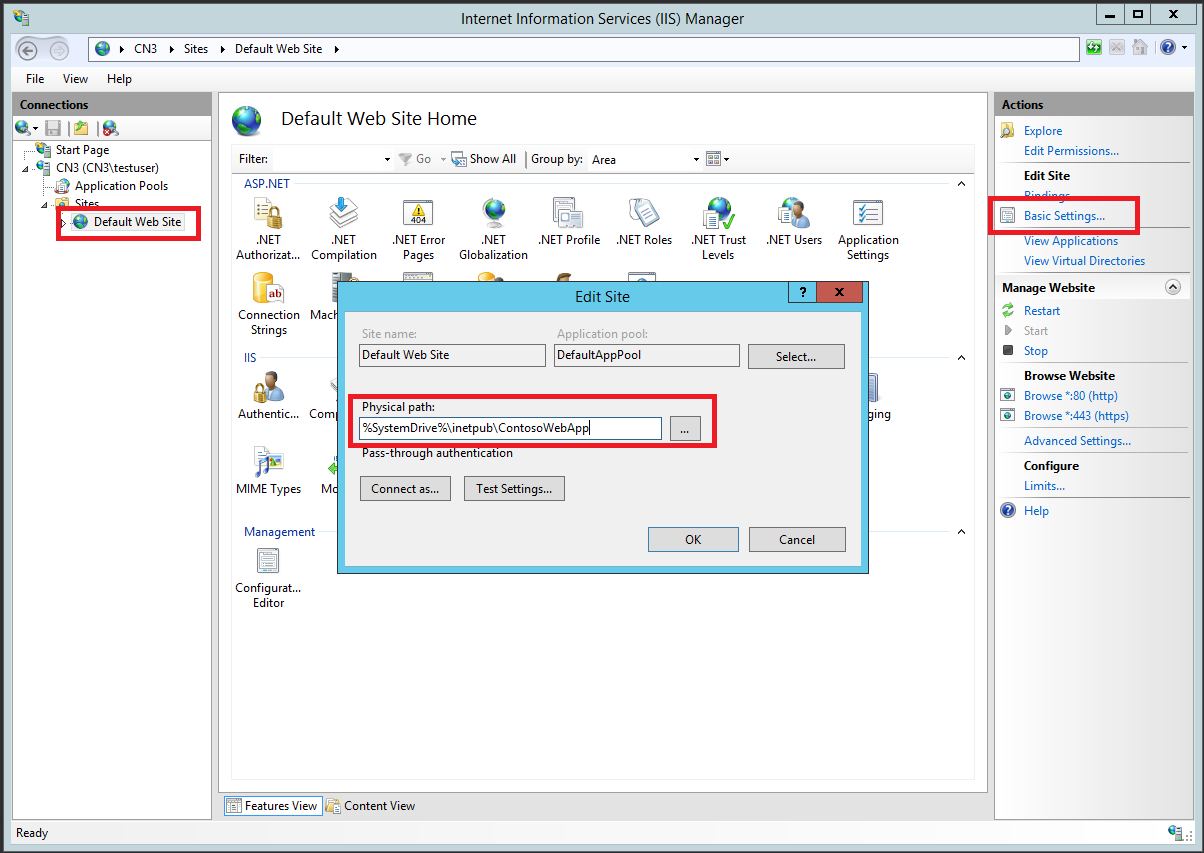 Internet Information Services (IIS) Manager
CN3 Sites Default Web Site
File View Help
Connections
Start Page
CN3 (CN3\testuser)
Application Pools
Sites
Default Web Site
Default Web Site Home
Filter: Go Show All Group by: Area
ASP.NET
.NET Authorizat...
.NET Compilation
.NET Error Pages
.NET Globalization
.NET Profile
.NET Roles
.NET Trust Levels
.NET Users
Application Settings
Connection Strings
IIS
Authentic...
MIME Types
Management
Configurat... Editor
404
ab
Edit Site
?
Site name:
Application pool:
Default Web Site
DefaultAppPool
Select...
Physical path:
%SystemDrive%\inetpub\ContosoWebApp
...
Pass-through authentication
Connect as...
Test Settings...
OK
Cancel
Features View
Content View
Actions
Explore
Edit Permissions...
Edit Site
Bindings...
Basic Settings...
View Applications
View Virtual Directories
Manage Website
Restart
Start
Stop
Browse Website
Browse *:80 (http)
Browse *:443 (https)
Advanced Settings...
Configure
Limits...
Help
Ready